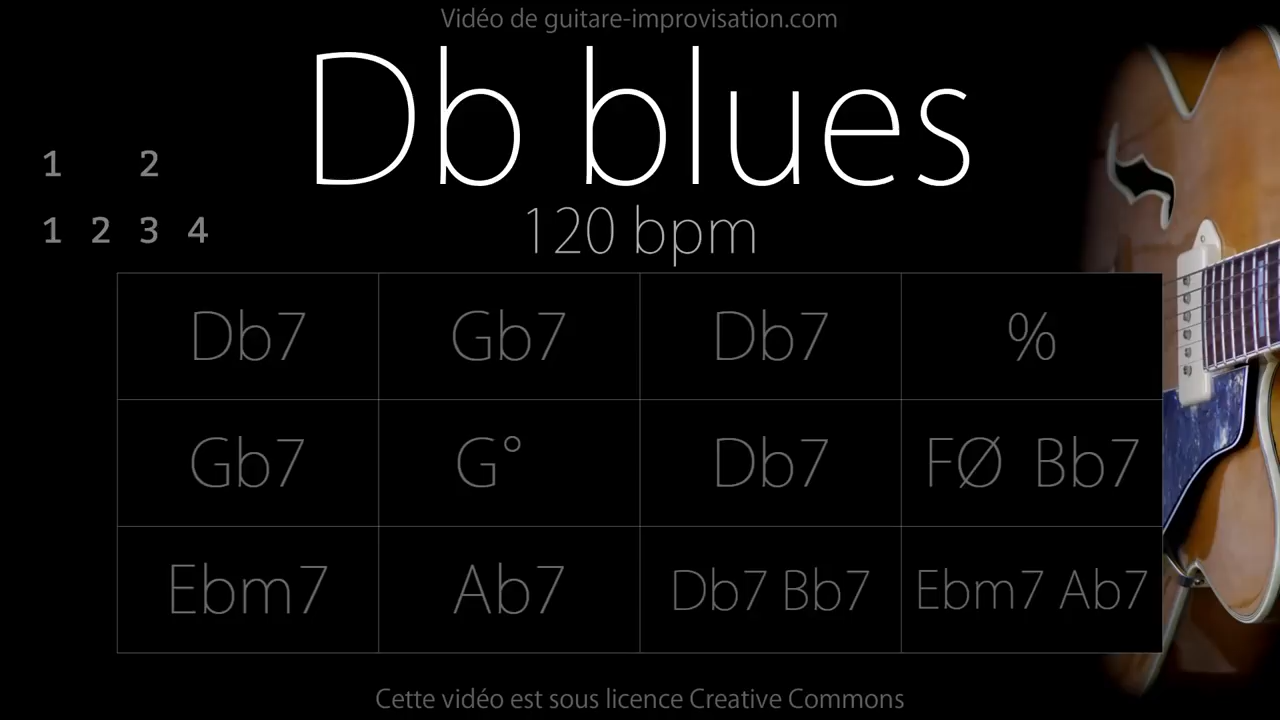 Vidéo de guitare-improvisation.com
Db blues
1 2
1 2 3 4
120 bpm
Db7 Gb7 Db7 %
Gb7 G° Db7 FØ Bb7
Ebm7 Ab7 Db7 Bb7 Ebm7 Ab7
Cette vidéo est sous licence Creative Commons